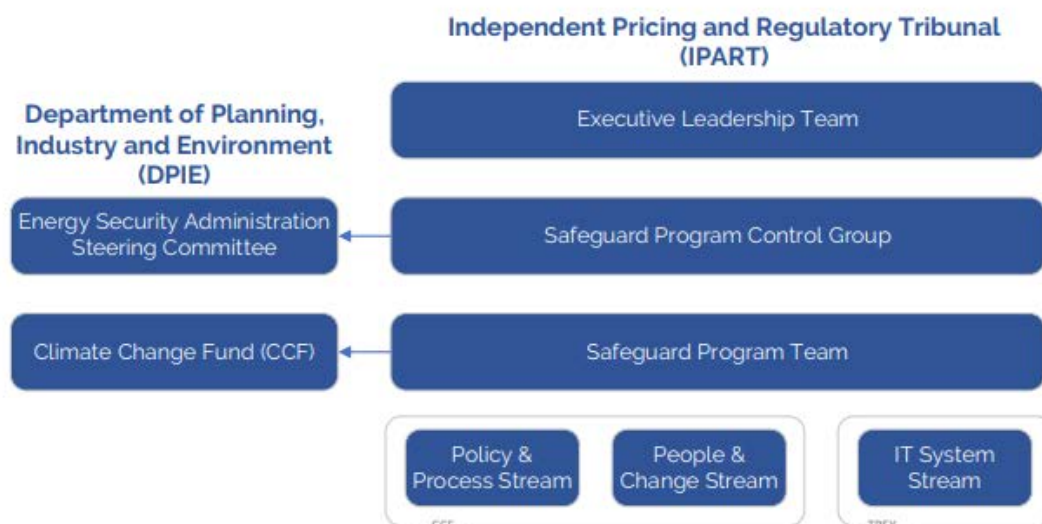 Independent Pricing and Regulatory Tribunal
(IPART)
Department of Planning,
Industry and Environment
(DPIE)
Executive Leadership Team
Energy Security Administration
Steering Committee
Safeguard Program Control Group
Climate Change Fund (CCF)
Safeguard Program Team
Policy &
Process Stream
People &
Change Stream
IT System
Stream